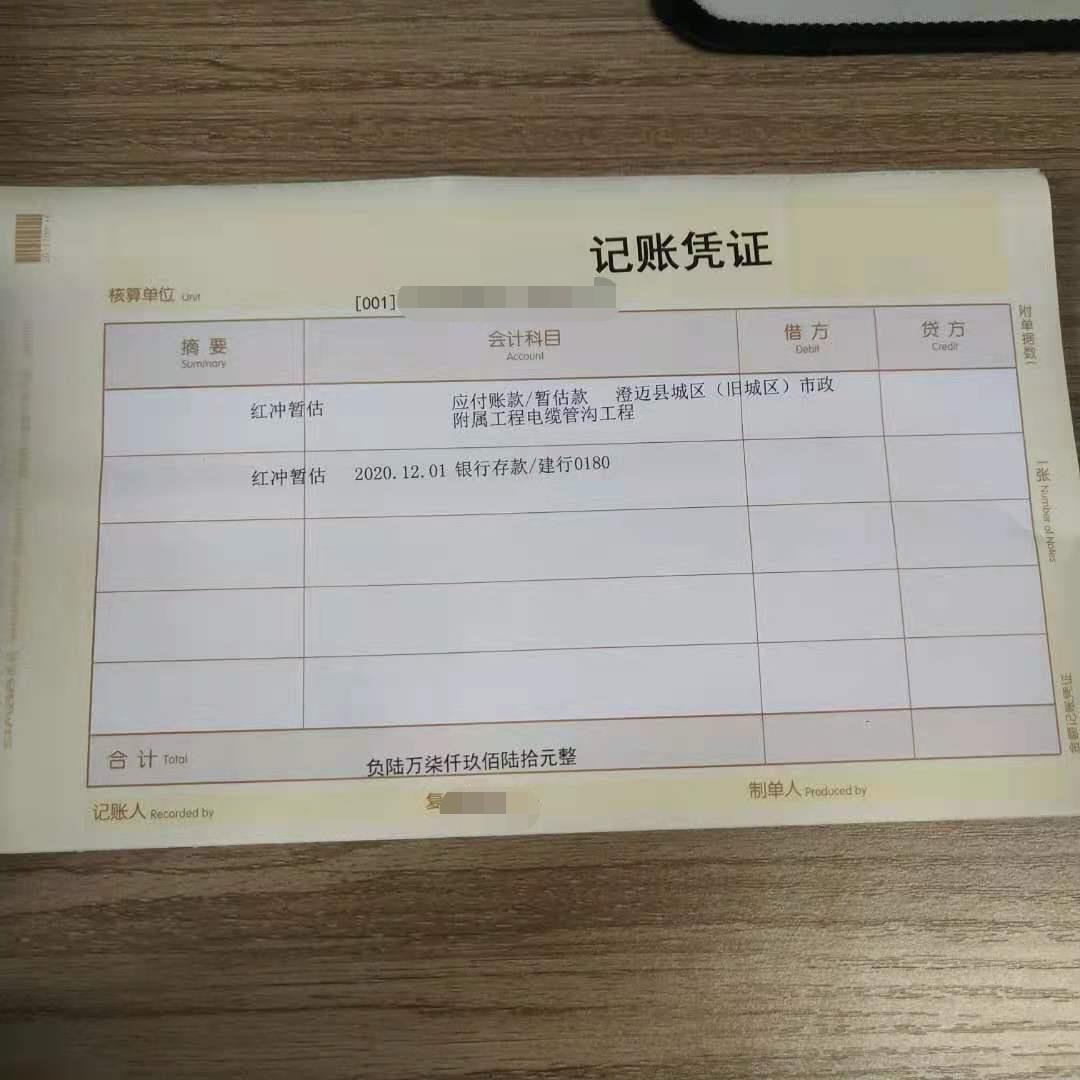 记账凭证
核算单位 Unit
[001]
摘要 会计科目 借方 贷方
Summary Account Debit Credit
附单据数
红冲暂估 应付账款/暂估款 澄迈县城区（旧城区）市政
附属工程电缆管沟工程
红冲暂估 2020.12.01 银行存款/建行0180
张 Number of Notes
合计 Total 负陆万柒仟玖佰陆拾元整
记账人 Recorded by 复 制单人 Produced by